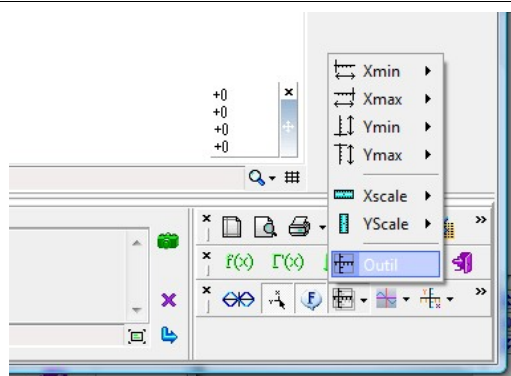 +0
+0
+0
+0
Xmin
Xmax
Ymin
Ymax
Xscale
YScale
Outil
f(x) Γ'(x)
F